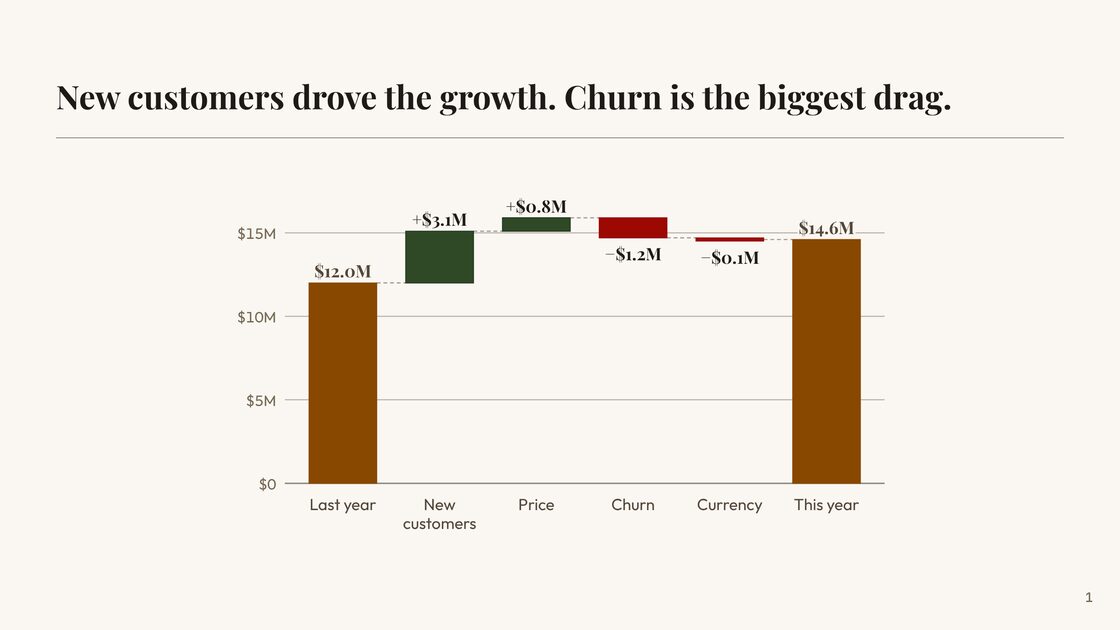 New customers drove the growth. Churn is the biggest drag.
+$0.8M
+$3.1M
$14.6M
$15M
−$1.2M
−$0.1M
$12.0M
$10M
$5M
$0
Last year
New
customers
Price
Churn
Currency
This year
1